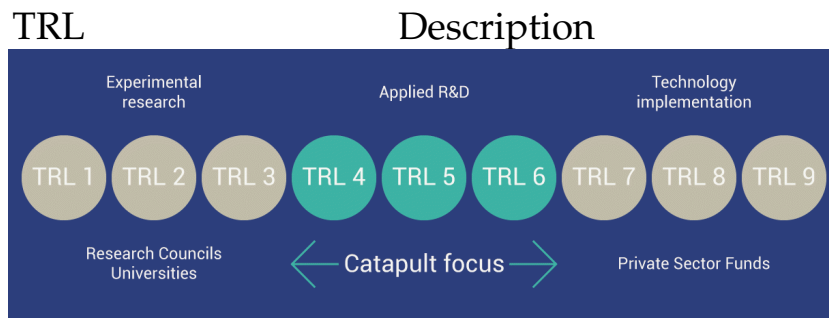 TRL Description
Experimental
research
Applied R&D
Technology
implementation
TRL 1 TRL 2 TRL 3 TRL 4 TRL 5 TRL 6 TRL 7 TRL 8 TRL 9
Research Councils
Universities
Catapult focus
Private Sector Funds